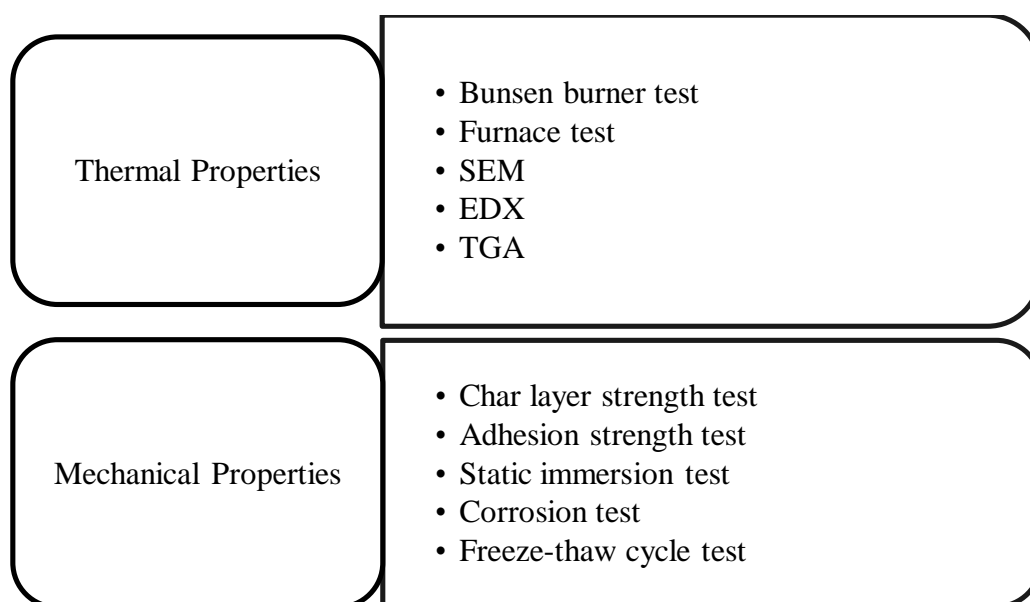 Thermal Properties
• Bunsen burner test
• Furnace test
• SEM
• EDX
• TGA
Mechanical Properties
• Char layer strength test
• Adhesion strength test
• Static immersion test
• Corrosion test
• Freeze-thaw cycle test